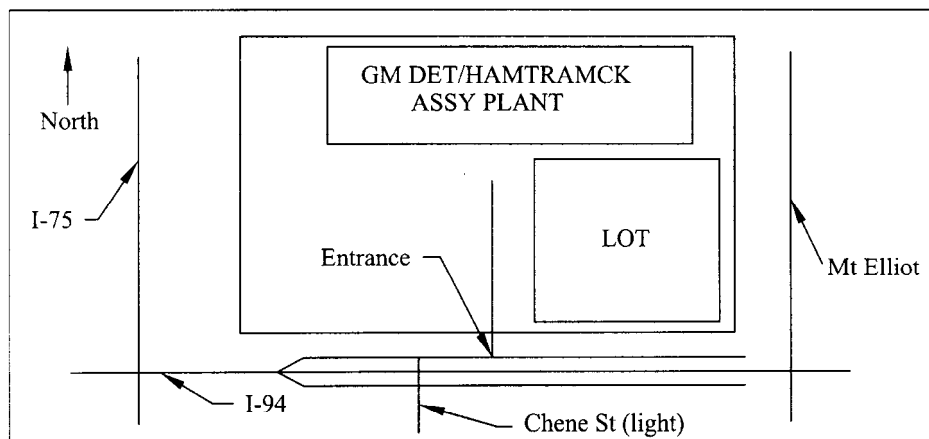 GM DET/HAMTRAMCK
ASSY PLANT
North
I-75
LOT
Entrance
Mt Elliot
I-94
Chene St (light)